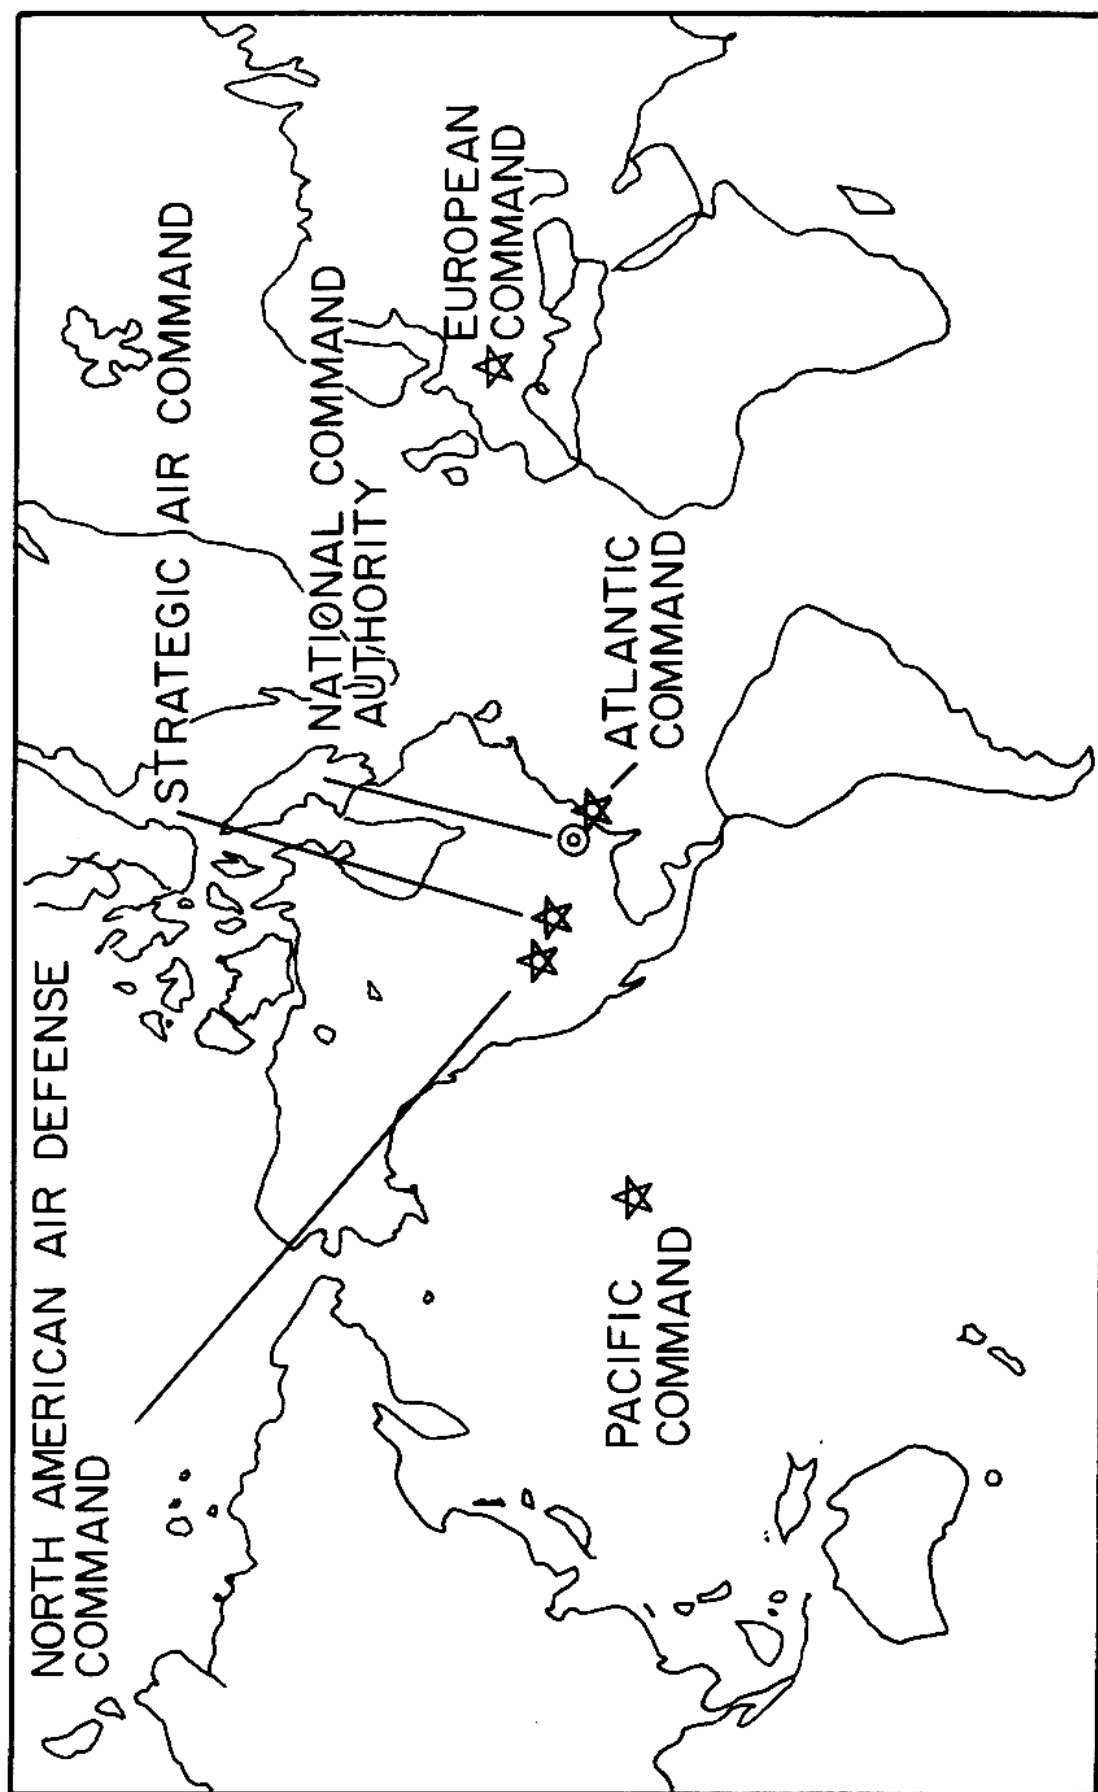 NORTH AMERICAN AIR DEFENSE
COMMAND
STRATEGIC AIR COMMAND
NATIONAL COMMAND
AUTHORITY
EUROPEAN
COMMAND
ATLANTIC
COMMAND
PACIFIC
COMMAND